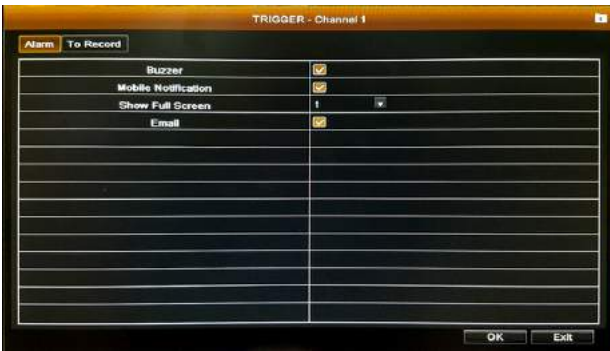 TRIGGER - Channel 1
Alarm To Record
Buzzer
Mobile Notification
Show Full Screen 1
Email
OK Exit